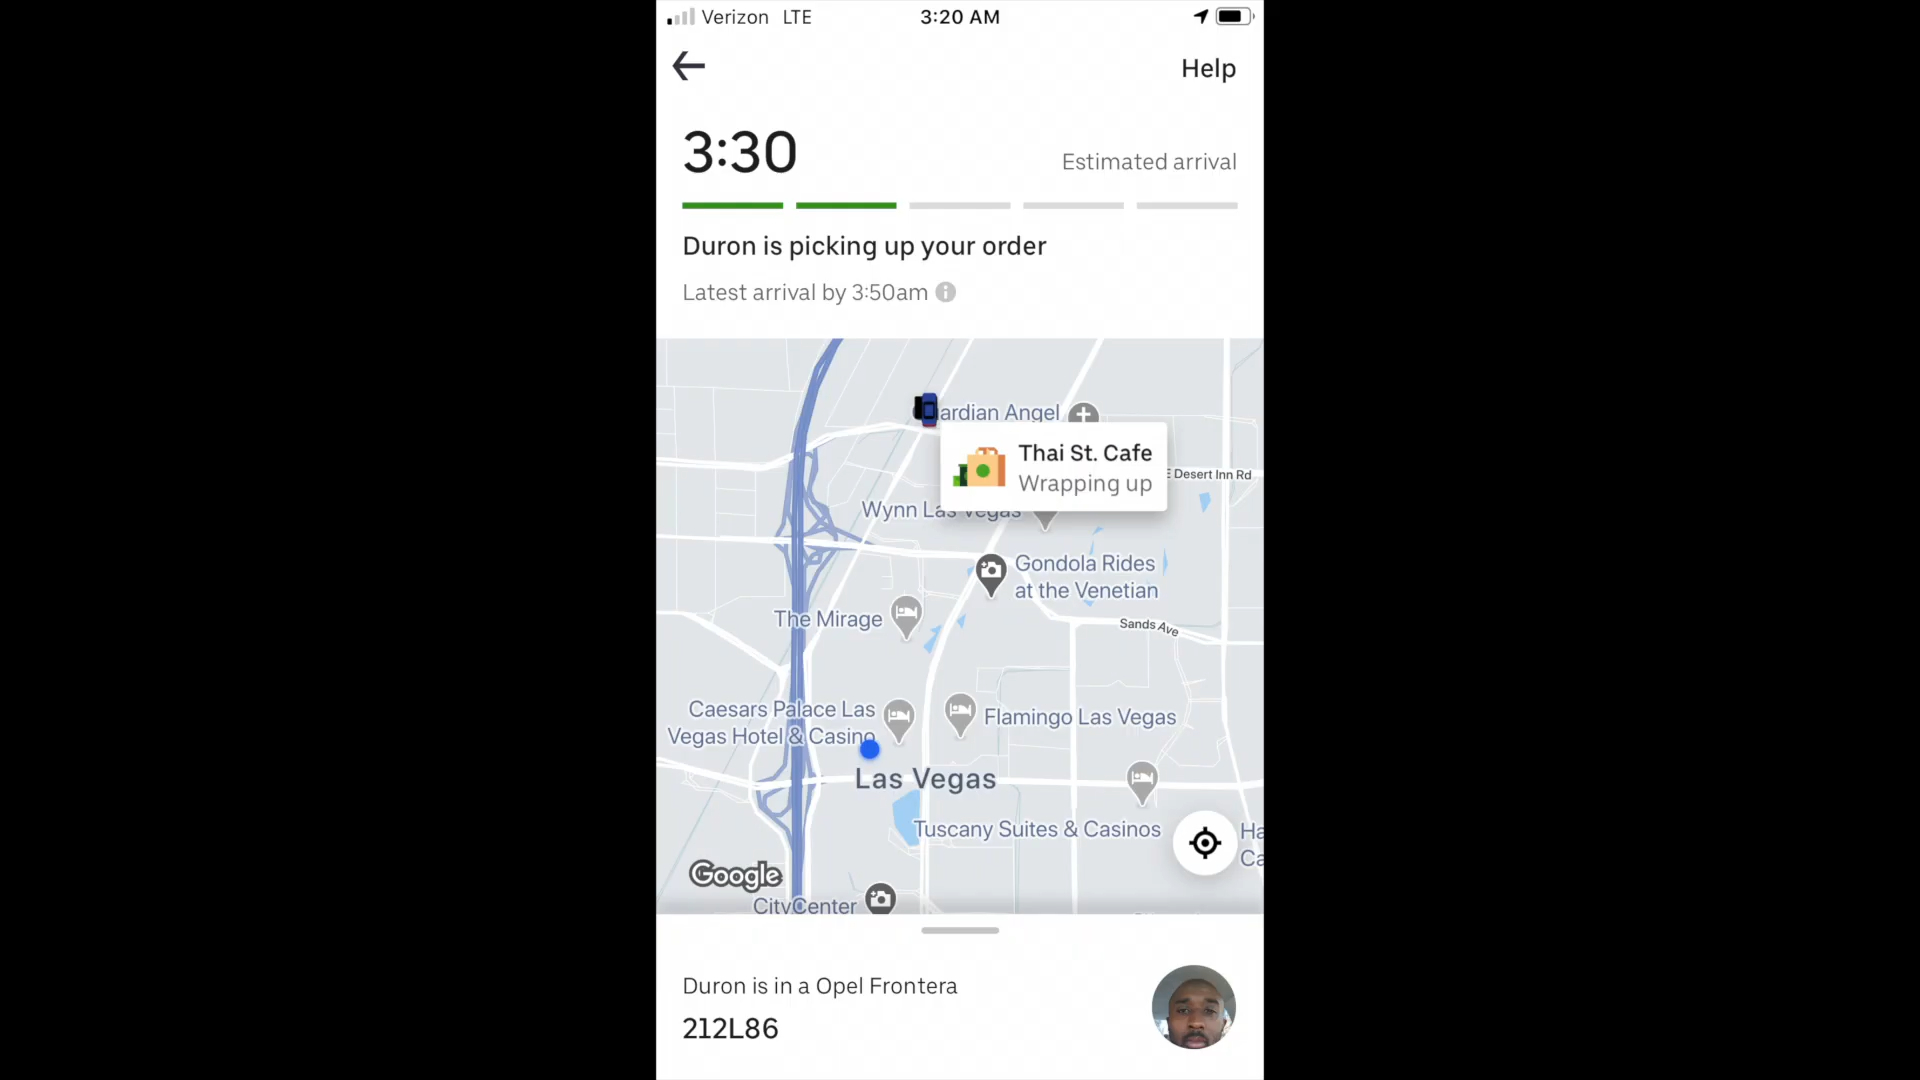 Verizon LTE 3:20 AM
Help
3:30
Estimated arrival
Duron is picking up your order
Latest arrival by 3:50am
ardian Angel
Thai St. Cafe
Wrapping up
E Desert Inn Rd
Wynn Las Vegas
Gondola Rides
at the Venetian
The Mirage
Sands Ave
Caesars Palace Las
Vegas Hotel & Casino
Flamingo Las Vegas
Las Vegas
Tuscany Suites & Casinos
Ha
Ca
Google
CityCenter
Duron is in a Opel Frontera
212L86